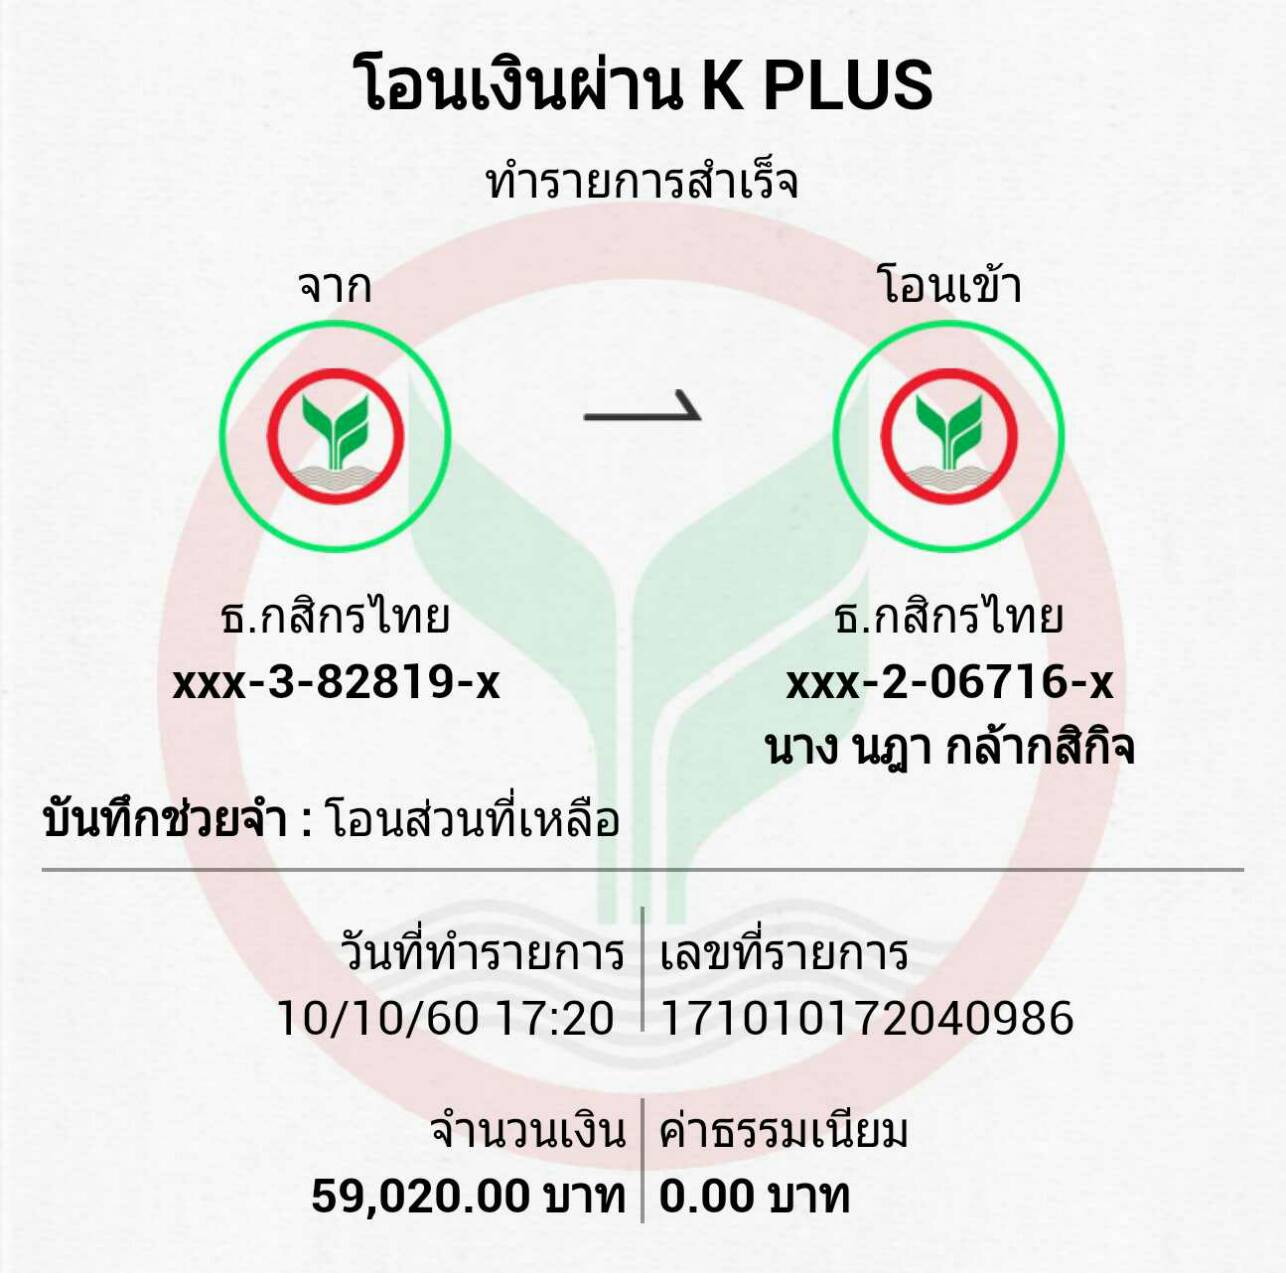 โอนเงินผ่าน K PLUS
ทำรายการสำเร็จ
จาก
โอนเข้า
ธ.กสิกรไทย
xxx-3-82819-x
ธ.กสิกรไทย
xxx-2-06716-x
นาง นฎา กล้ากสิกิจ
บันทึกช่วยจำ : โอนส่วนที่เหลือ
วันที่ทำรายการ
10/10/60 17:20
เลขที่รายการ
171010172040986
จำนวนเงิน
59,020.00 บาท
ค่าธรรมเนียม
0.00 บาท